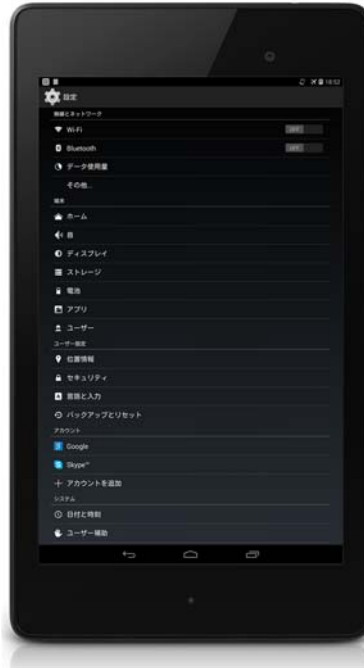 18:52
設定
無線とネットワーク
Wi-Fi OFF
Bluetooth OFF
データ使用量
その他...
端末
ホーム
音
ディスプレイ
ストレージ
電池
アプリ
ユーザー
ユーザー設定
位置情報
セキュリティ
言語と入力
バックアップとリセット
アカウント
Google
Skype™
アカウントを追加
システム
日付と時刻
ユーザー補助